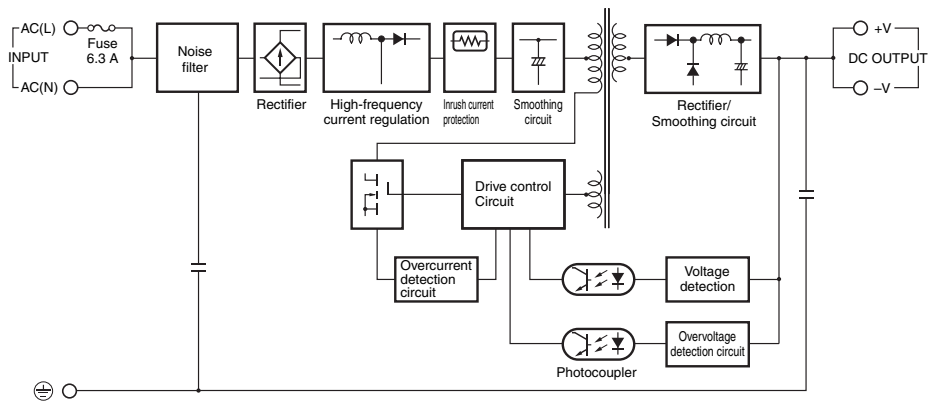 AC(L)
INPUT
AC(N)
Fuse
6.3 A
Noise
filter
Rectifier
High-frequency
current regulation
Inrush current
protection
Smoothing
circuit
Rectifier/
Smoothing circuit
+V
DC OUTPUT
–V
Drive control
Circuit
Overcurrent
detection
circuit
Voltage
detection
Overvoltage
detection circuit
Photocoupler